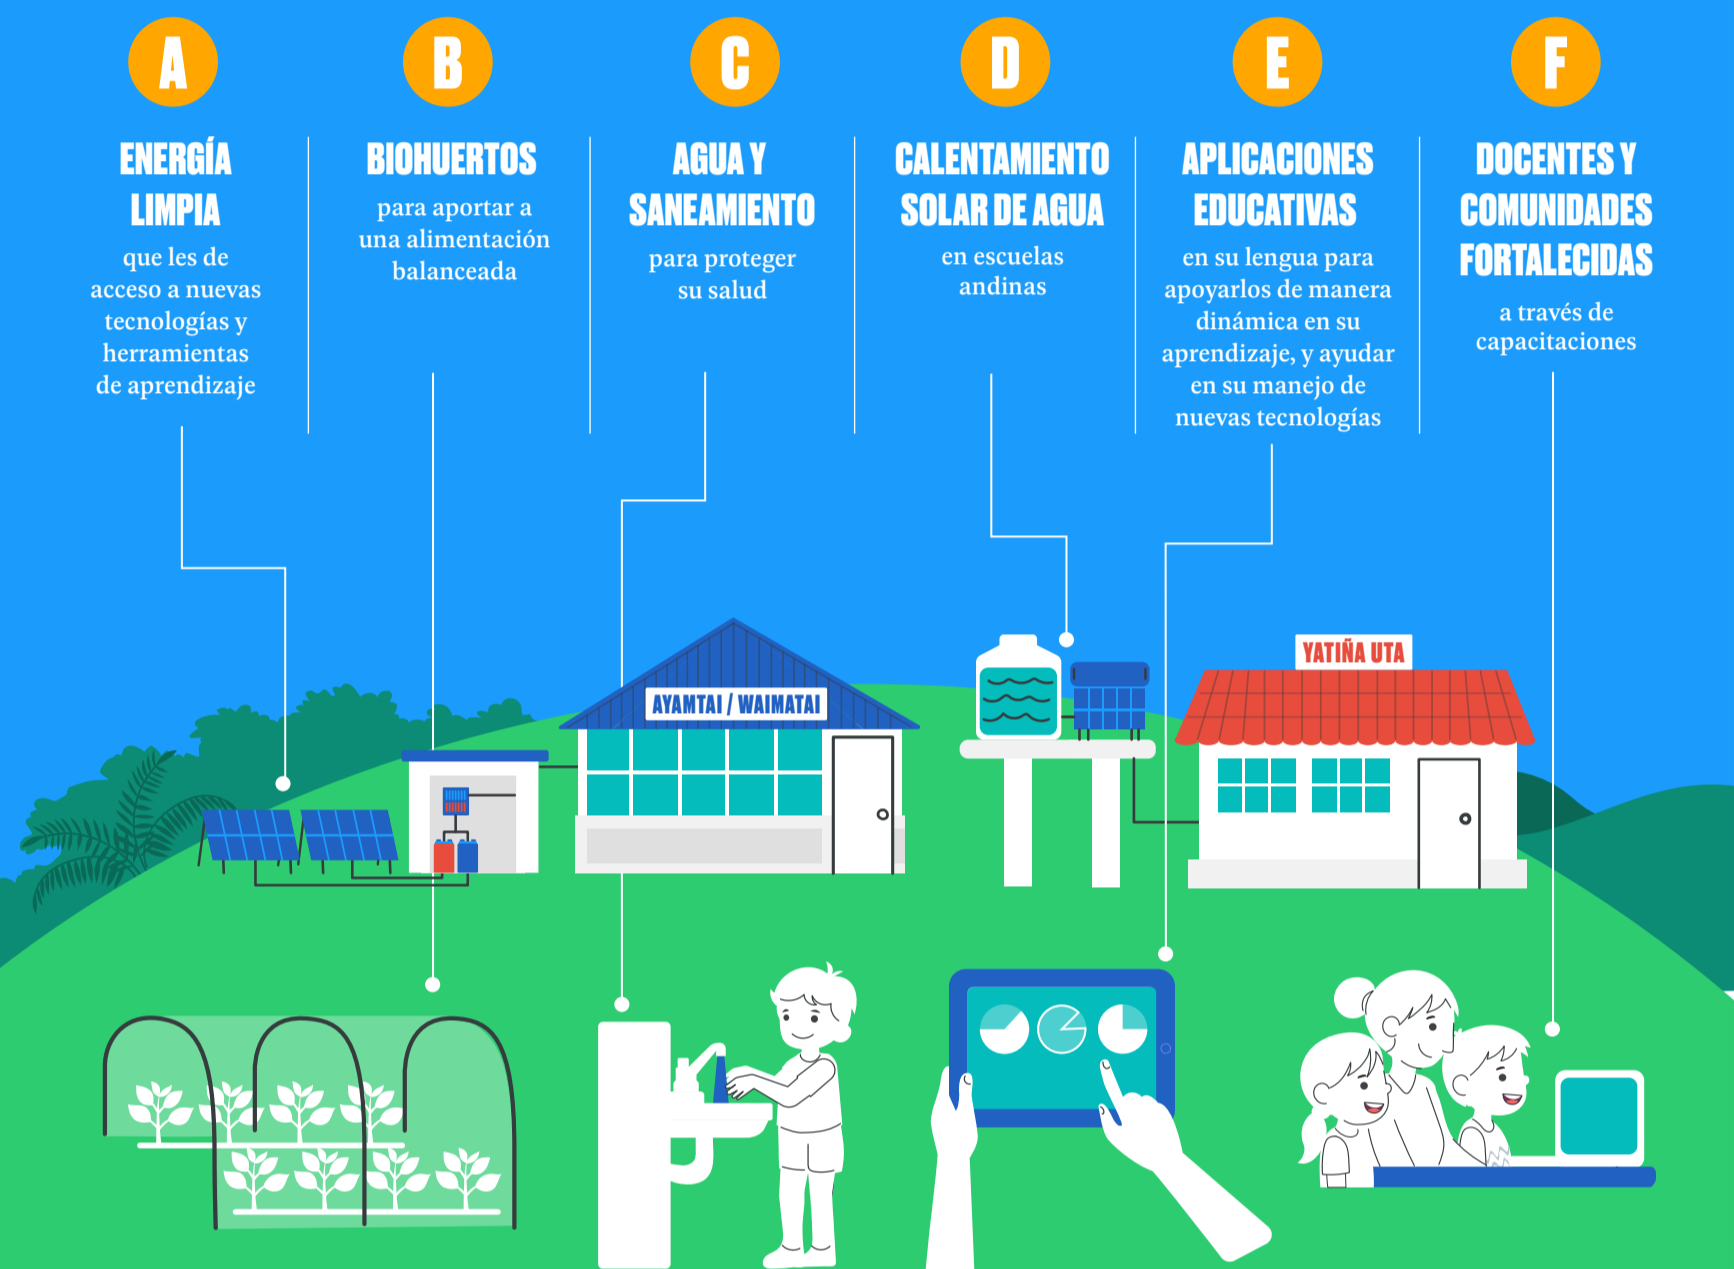 A
ENERGÍA
LIMPIA
que les de
acceso a nuevas
tecnologías y
herramientas
de aprendizaje
B
BIOHUERTOS
para aportar a
una alimentación
balanceada
C
AGUA Y
SANEAMIENTO
para proteger
su salud
D
CALENTAMIENTO
SOLAR DE AGUA
en escuelas
andinas
E
APLICACIONES
EDUCATIVAS
en su lengua para
apoyarlos de manera
dinámica en su
aprendizaje, y ayudar
en su manejo de
nuevas tecnologías
F
DOCENTES Y
COMUNIDADES
FORTALECIDAS
a través de
capacitaciones
AYAMTAI / WAIMATAI
YATIÑA UTA